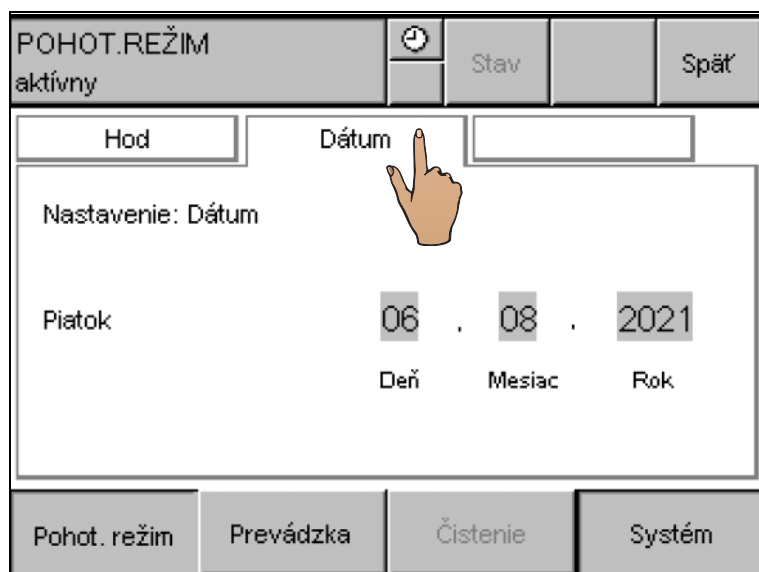 POHOT.REŽIM
aktívny
Stav
Späť
Hod
Dátum
Nastavenie: Dátum
Piatok
06 . 08 . 2021
Deň Mesiac Rok
Pohot. režim Prevádzka Čistenie Systém